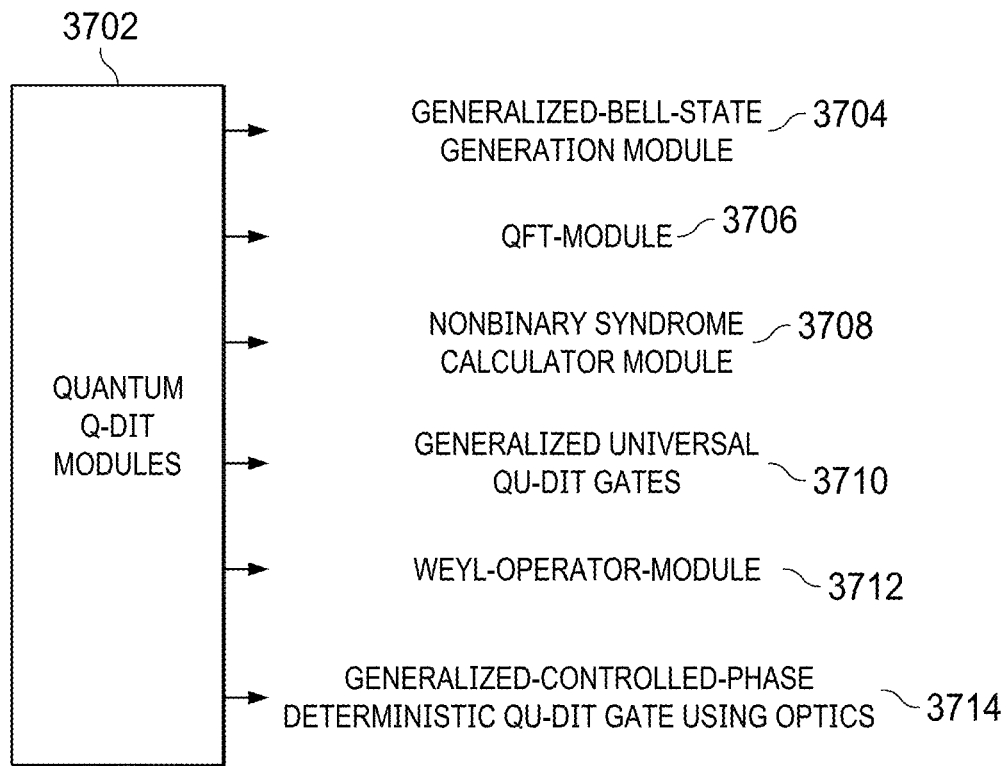 3702
GENERALIZED-BELL-STATE
GENERATION MODULE
3704
QFT-MODULE
3706
NONBINARY SYNDROME
CALCULATOR MODULE
3708
QUANTUM
Q-DIT
MODULES
GENERALIZED UNIVERSAL
QU-DIT GATES
3710
WEYL-OPERATOR-MODULE
3712
GENERALIZED-CONTROLLED-PHASE
DETERMINISTIC QU-DIT GATE USING OPTICS
3714